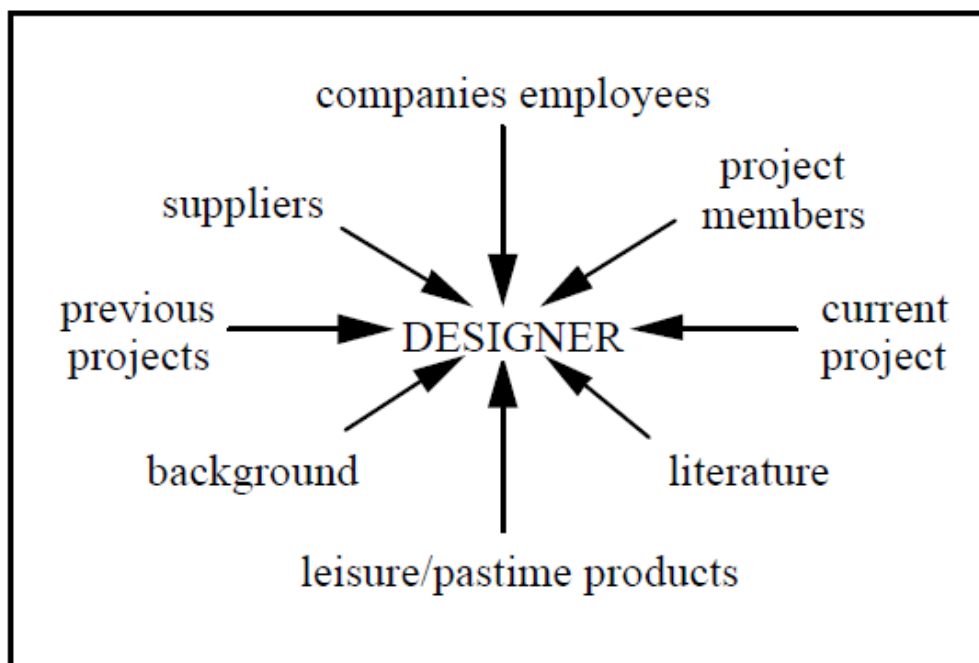 companies employees
project
members
suppliers
previous
projects
DESIGNER
current
project
background
literature
leisure/pastime products